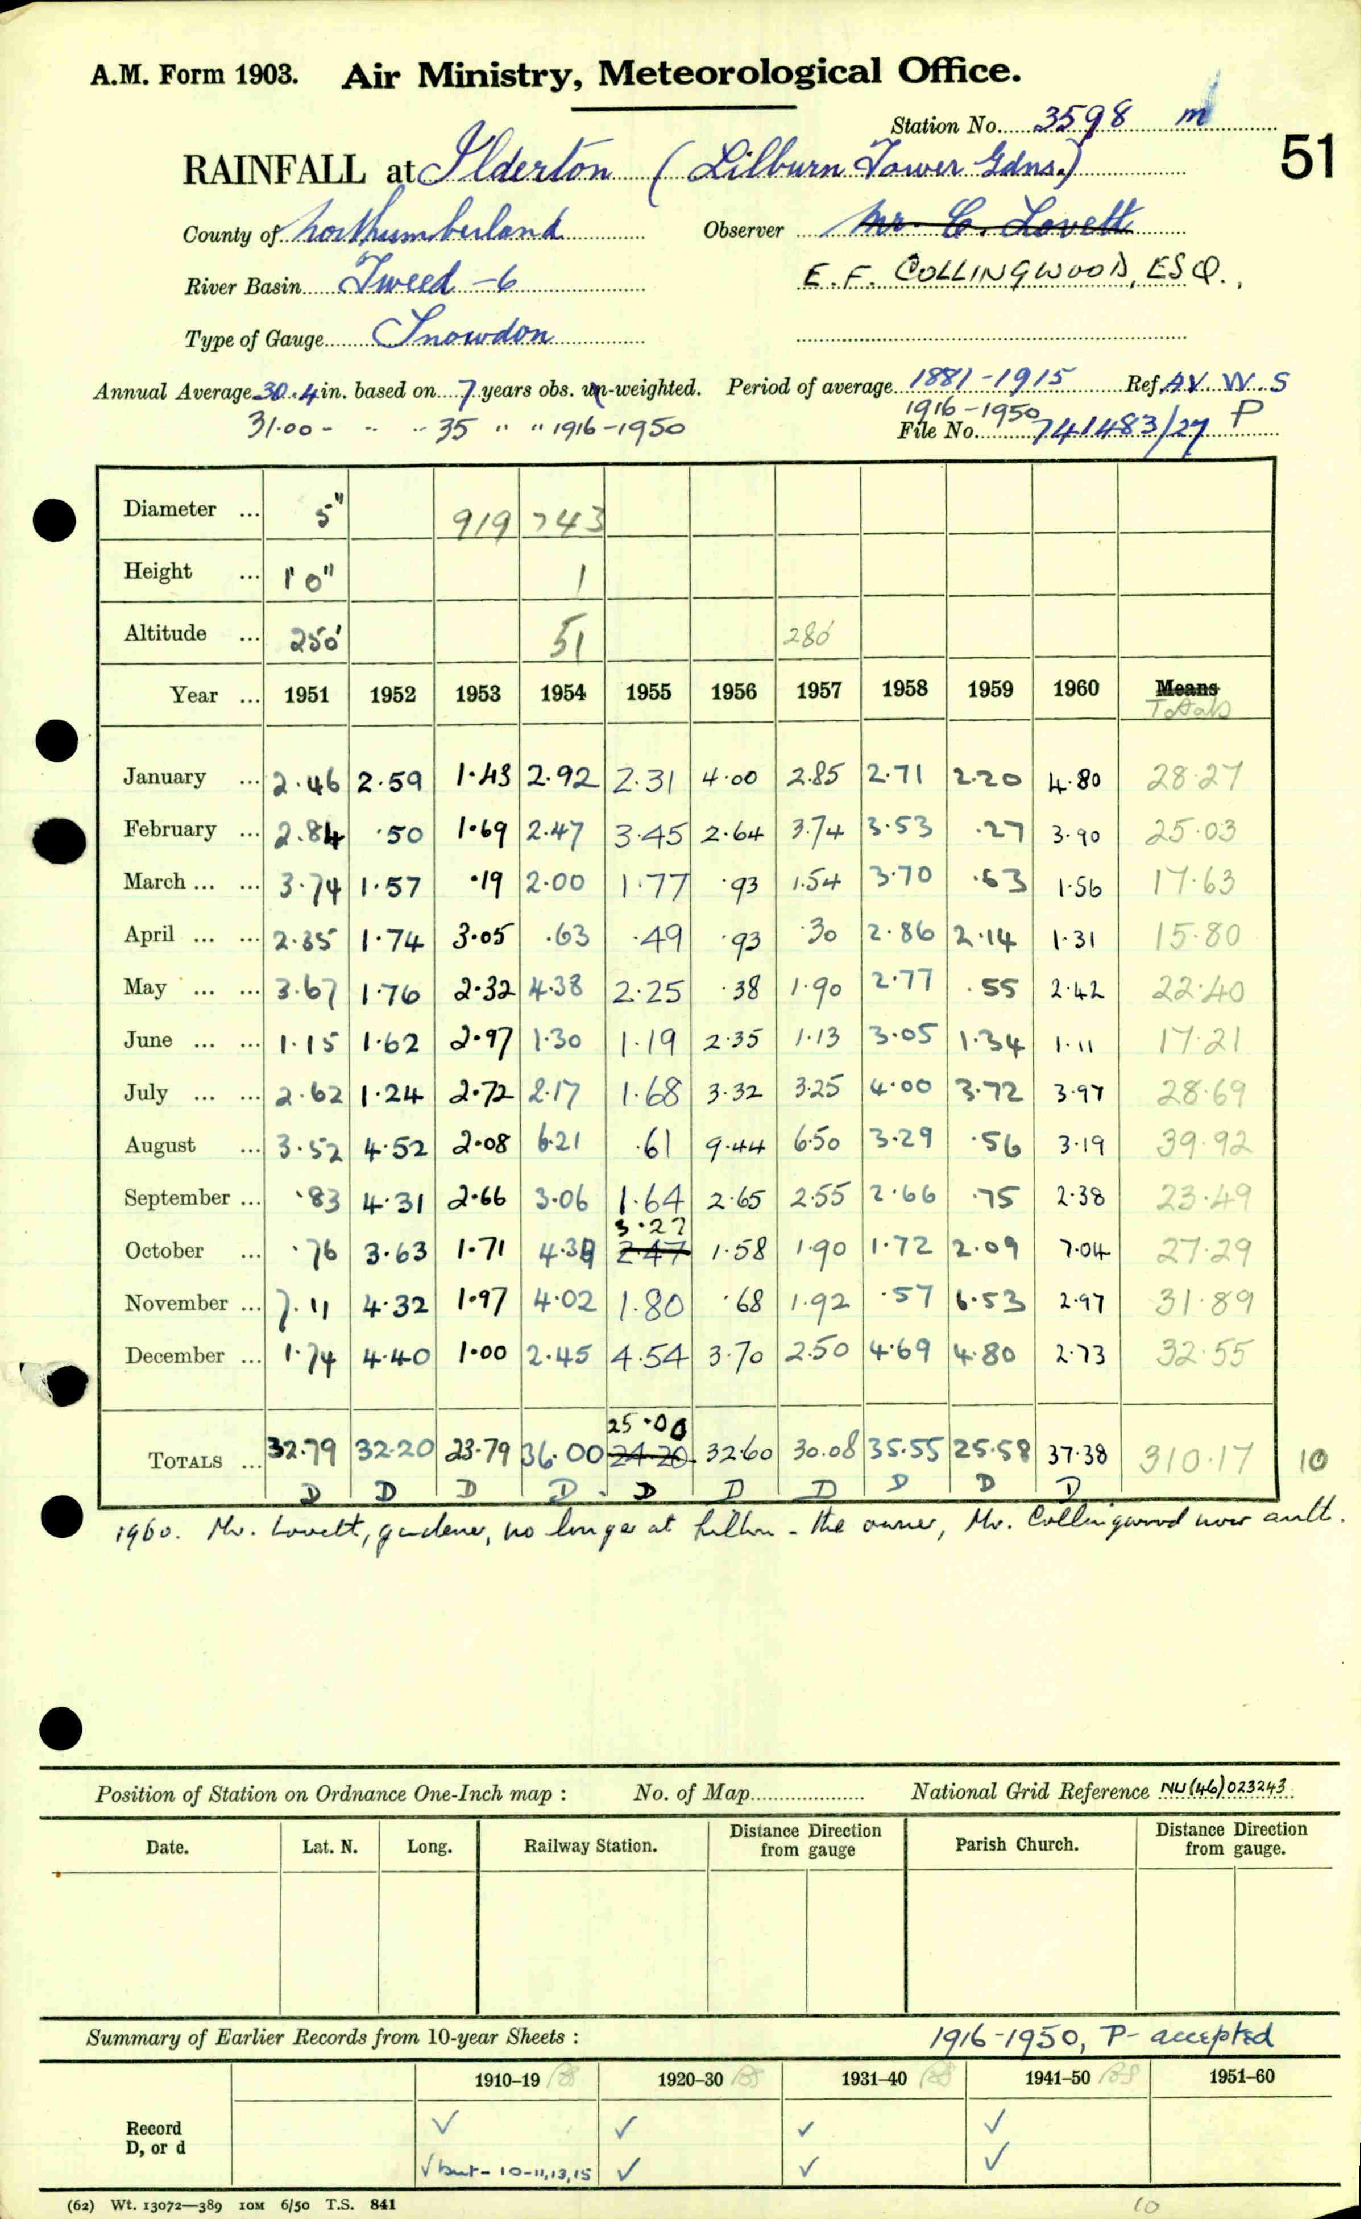 A.M. Form 1903. Air Ministry, Meteorological Office.
Station No. 3598 m
51
RAINFALL at Ilderton (Lilburn Tower Gdns.)
County of Northumberland Observer Mr. C. Lovett
River Basin Tweed -6 E.F. COLLINGWOOD, ESQ.,
Type of Gauge Snowdon
Annual Average 30.4 in. based on 7 years obs. un-weighted. Period of average 1881-1915 Ref. AV. W.S
31.00 - " - 35 " " 1916-1950 1916-1950 P
File No. 741483/27
Diameter ... 5" 919 743
Height ... 1' 0" 1
Altitude ... 250' 51 280'
Year ... 1951 1952 1953 1954 1955 1956 1957 1958 1959 1960 Means Totals
January ... 2.46 2.59 1.43 2.92 2.31 4.00 2.85 2.71 2.20 4.80 28.27
February ... 2.84 .50 1.69 2.47 3.45 2.64 3.74 3.53 .27 3.90 25.03
March ... ... 3.74 1.57 .19 2.00 1.77 .93 1.54 3.70 .63 1.56 17.63
April ... ... 2.35 1.74 3.05 .63 .49 .93 .30 2.86 2.14 1.31 15.80
May ... ... 3.67 1.76 2.32 4.38 2.25 .38 1.90 2.77 .55 2.42 22.40
June ... ... 1.15 1.62 2.97 1.30 1.19 2.35 1.13 3.05 1.34 1.11 17.21
July ... ... 2.62 1.24 2.72 2.17 1.68 3.32 3.25 4.00 3.72 3.97 28.69
August ... 3.52 4.52 2.08 6.21 .61 9.44 6.50 3.29 .56 3.19 39.92
September ... .83 4.31 2.66 3.06 1.64 2.65 2.55 2.66 .75 2.38 23.49
3.27
October ... .76 3.63 1.71 4.39 2.47 1.58 1.90 1.72 2.09 7.04 27.29
November ... 7.11 4.32 1.97 4.02 1.80 .68 1.92 .57 6.53 2.97 31.89
December ... 1.74 4.40 1.00 2.45 4.54 3.70 2.50 4.69 4.80 2.73 32.55
25.00
TOTALS ... 32.79 32.20 23.79 36.00 24.20 32.60 30.08 35.55 25.58 37.38 310.17 10
D D D D D D D D D D
1960. Mr. Lovett, gardener, no longer at Lilburn - the owner, Mr. Collingwood now auth.
Position of Station on Ordnance One-Inch map : No. of Map National Grid Reference NU(46)023243
Date. Lat. N. Long. Railway Station. Distance Direction from gauge Parish Church. Distance Direction from gauge.
Summary of Earlier Records from 10-year Sheets : 1916-1950, P- accepted
1910–19 1920–30 1931–40 1941–50 1951–60
Record ✓ ✓ ✓ ✓
D, or d ✓ but - 10-11,13,15 ✓ ✓ ✓
(62) Wt. 13072—389 10M 6/50 T.S. 841
10